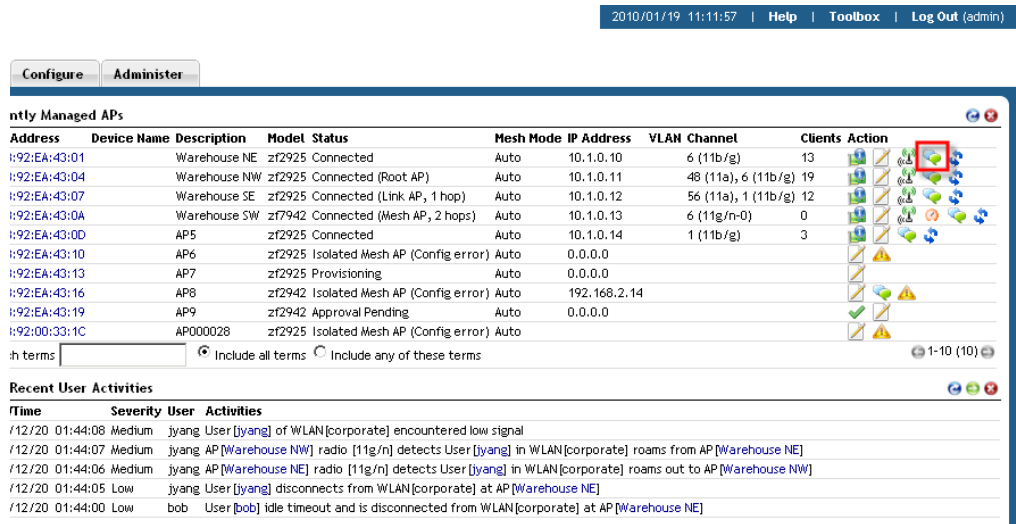 2010/01/19 11:11:57 | Help | Toolbox | Log Out (admin)
Configure Administer
ntly Managed APs
Address Device Name Description Model Status Mesh Mode IP Address VLAN Channel Clients Action
:92:EA:43:01 Warehouse NE zf2925 Connected Auto 10.1.0.10 6 (11b/g) 13
:92:EA:43:04 Warehouse NW zf2925 Connected (Root AP) Auto 10.1.0.11 48 (11a), 6 (11b/g) 19
:92:EA:43:07 Warehouse SE zf2925 Connected (Link AP, 1 hop) Auto 10.1.0.12 56 (11a), 1 (11b/g) 12
:92:EA:43:0A Warehouse SW zf7942 Connected (Mesh AP, 2 hops) Auto 10.1.0.13 6 (11g/n-0) 0
:92:EA:43:0D AP5 zf2925 Connected Auto 10.1.0.14 1 (11b/g) 3
:92:EA:43:10 AP6 zf2925 Isolated Mesh AP (Config error) Auto 0.0.0.0
:92:EA:43:13 AP7 zf2925 Provisioning Auto 0.0.0.0
:92:EA:43:16 AP8 zf2942 Isolated Mesh AP (Config error) Auto 192.168.2.14
:92:EA:43:19 AP9 zf2942 Approval Pending Auto 0.0.0.0
:92:00:33:1C AP000028 zf2925 Isolated Mesh AP (Config error) Auto
h terms Include all terms Include any of these terms 1-10 (10)
Recent User Activities
/Time Severity User Activities
/12/20 01:44:08 Medium jyang User[jyang] of WLAN[corporate] encountered low signal
/12/20 01:44:07 Medium jyang AP[Warehouse NW] radio [11g/n] detects User[jyang] in WLAN[corporate] roams from AP[Warehouse NE]
/12/20 01:44:06 Medium jyang AP[Warehouse NE] radio [11g/n] detects User[jyang] in WLAN[corporate] roams out to AP[Warehouse NW]
/12/20 01:44:05 Low jyang User[jyang] disconnects from WLAN[corporate] at AP[Warehouse NE]
/12/20 01:44:00 Low bob User[bob] idle timeout and is disconnected from WLAN[corporate] at AP[Warehouse NE]